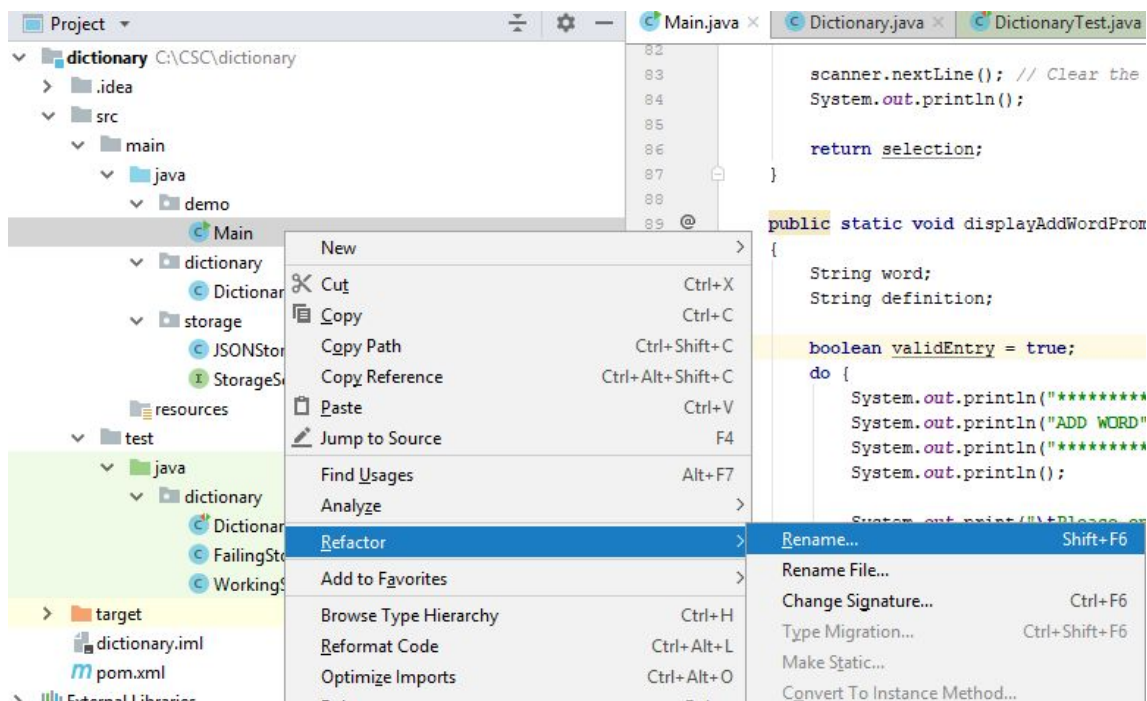 Project
Main.java
Dictionary.java
DictionaryTest.java
dictionary C:\CSC\dictionary
.idea
src
main
java
demo
Main
dictionary
Dictionar
storage
JSONStor
StorageSe
resources
test
java
dictionary
Dictionar
FailingSto
WorkingS
target
dictionary.iml
pom.xml
External Libraries
New
Cut Ctrl+X
Copy Ctrl+C
Copy Path Ctrl+Shift+C
Copy Reference Ctrl+Alt+Shift+C
Paste Ctrl+V
Jump to Source F4
Find Usages Alt+F7
Analyze
Refactor
Add to Favorites
Browse Type Hierarchy Ctrl+H
Reformat Code Ctrl+Alt+L
Optimize Imports Ctrl+Alt+O
Rename... Shift+F6
Rename File...
Change Signature... Ctrl+F6
Type Migration... Ctrl+Shift+F6
Make Static...
Convert To Instance Method...
82
83 scanner.nextLine(); // Clear the
84 System.out.println();
85
86 return selection;
87 }
88
89 @ public static void displayAddWordProm
{
String word;
String definition;
boolean validEntry = true;
do {
System.out.println("*********
System.out.println("ADD WORD"
System.out.println("*********
System.out.println();
System.out.print("\tPlease en